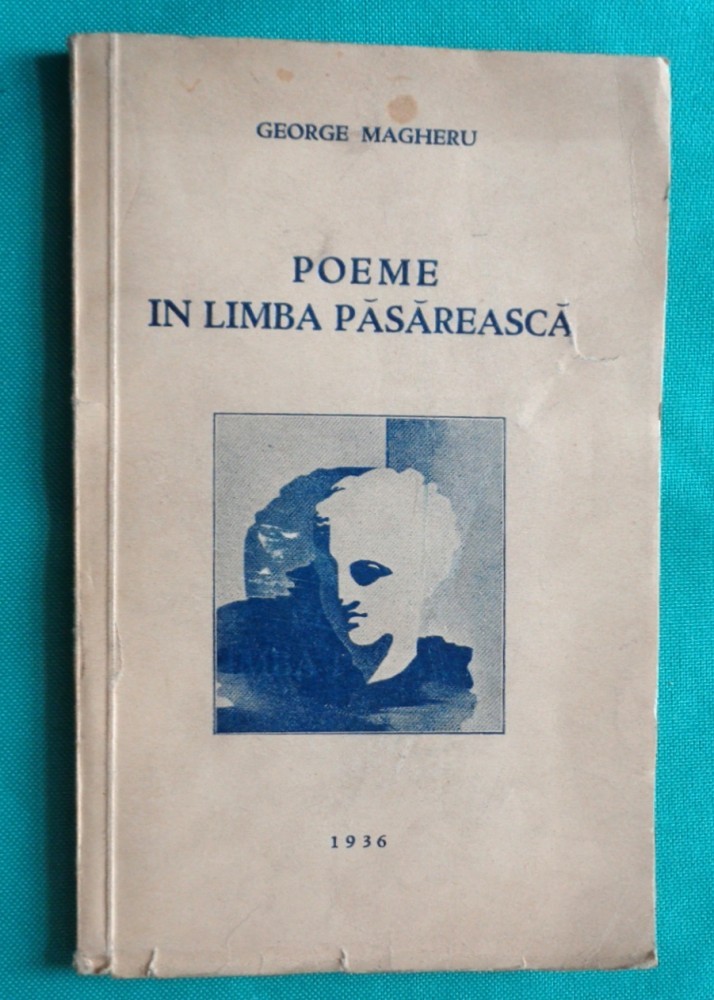 GEORGE MAGHERU
POEME
IN LIMBA PĂSĂREASCĂ
1936